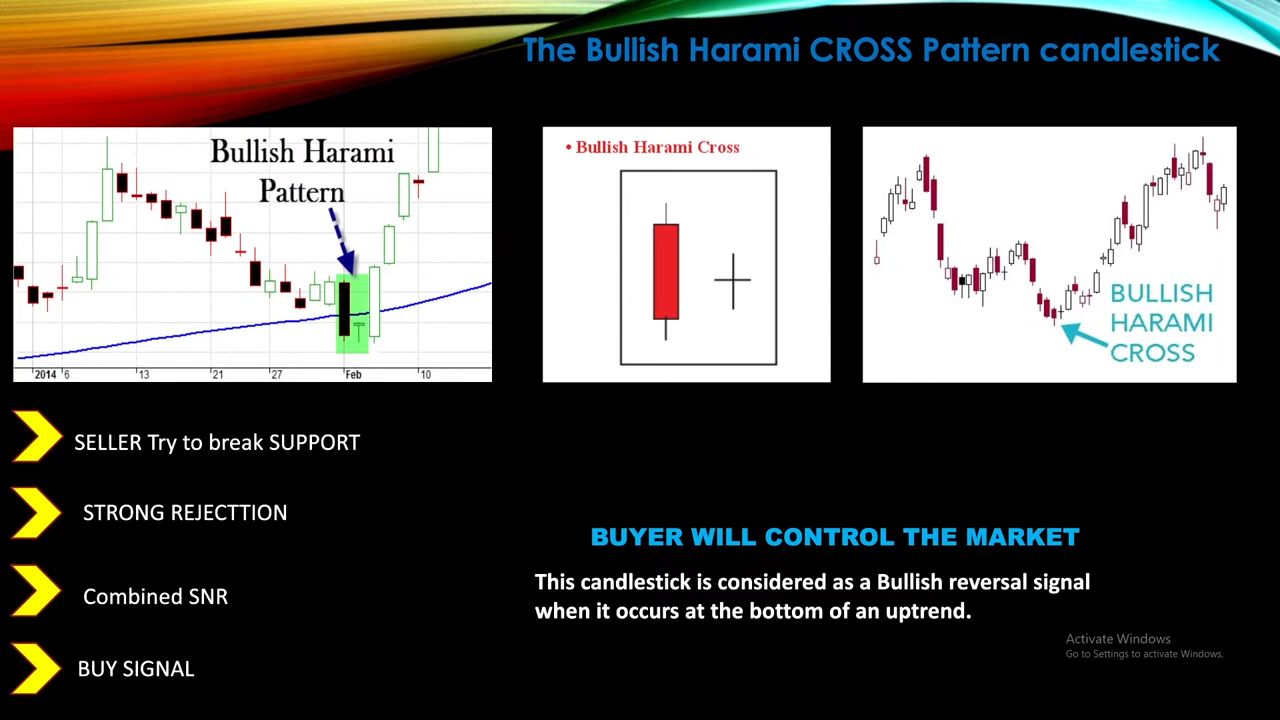 The Bullish Harami CROSS Pattern candlestick
Bullish Harami
Pattern
2014 6 13 21 27 Feb 10
• Bullish Harami Cross
BULLISH
HARAMI
CROSS
SELLER Try to break SUPPORT
STRONG REJECTTION
Combined SNR
BUY SIGNAL
BUYER WILL CONTROL THE MARKET
This candlestick is considered as a Bullish reversal signal
when it occurs at the bottom of an uptrend.
Activate Windows
Go to Settings to activate Windows.